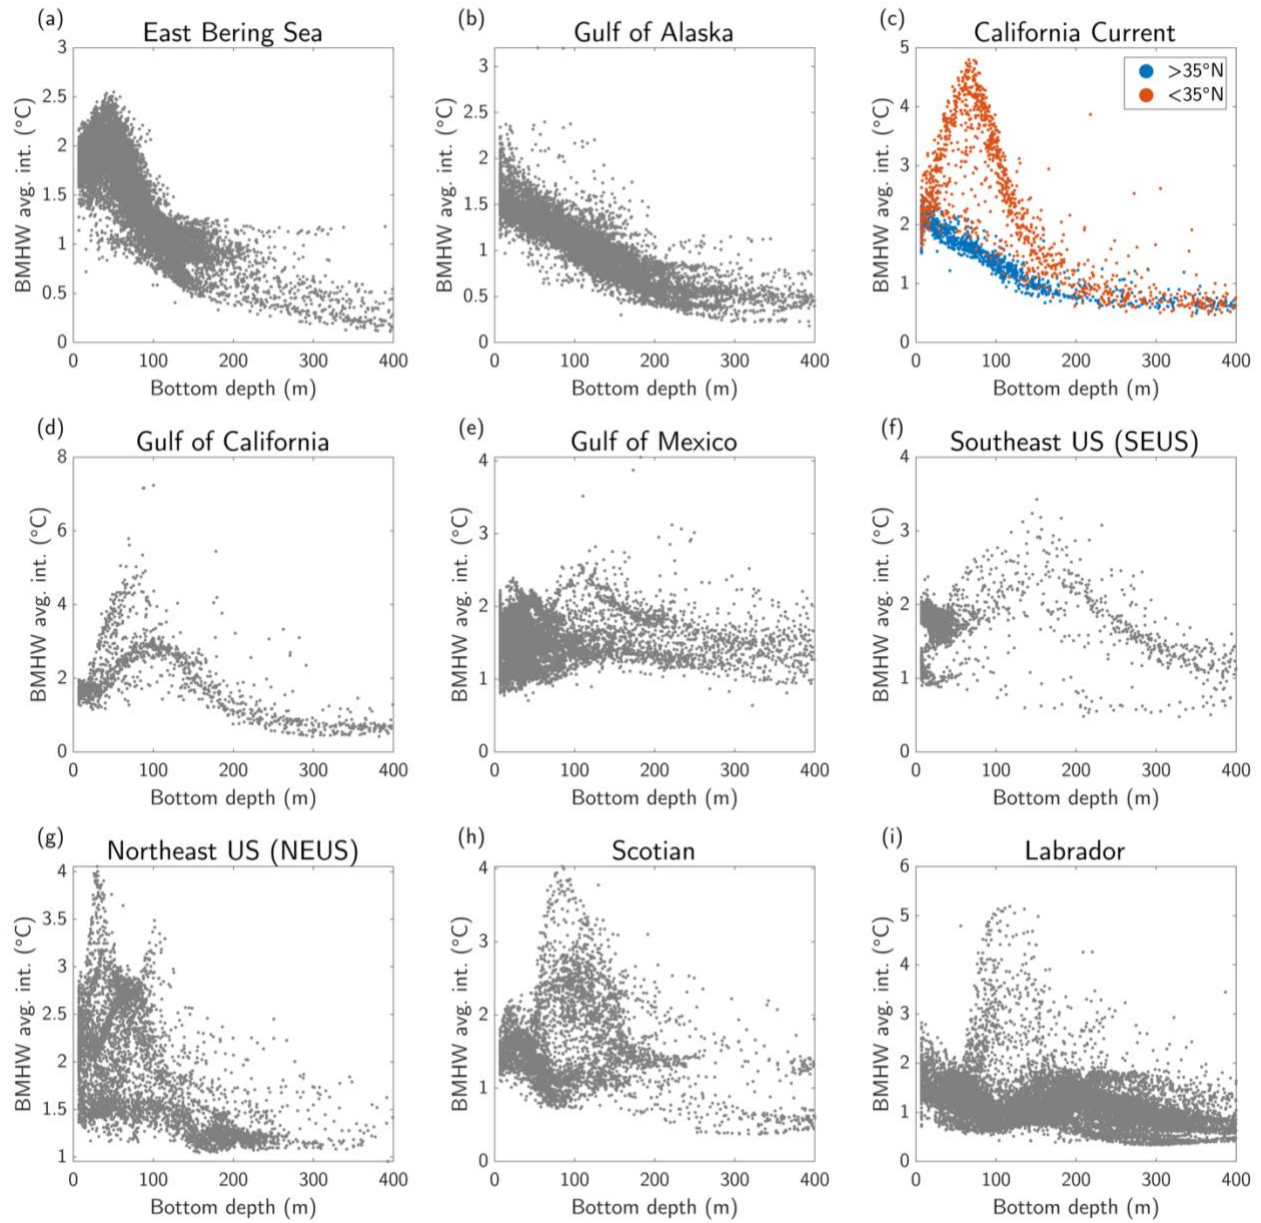 (a) East Bering Sea
3
2.5
2
1.5
1
0.5
0
BMHW avg. int. (°C)
0 100 200 300 400
Bottom depth (m)
(b) Gulf of Alaska
3
2.5
2
1.5
1
0.5
0
BMHW avg. int. (°C)
0 100 200 300 400
Bottom depth (m)
(c) California Current
5
4
3
2
1
0
BMHW avg. int. (°C)
>35°N
<35°N
0 100 200 300 400
Bottom depth (m)
(d) Gulf of California
8
6
4
2
0
BMHW avg. int. (°C)
0 100 200 300 400
Bottom depth (m)
(e) Gulf of Mexico
4
3
2
1
0
BMHW avg. int. (°C)
0 100 200 300 400
Bottom depth (m)
(f) Southeast US (SEUS)
4
3
2
1
0
BMHW avg. int. (°C)
0 100 200 300 400
Bottom depth (m)
(g) Northeast US (NEUS)
4
3.5
3
2.5
2
1.5
1
BMHW avg. int. (°C)
0 100 200 300 400
Bottom depth (m)
(h) Scotian
4
3
2
1
0
BMHW avg. int. (°C)
0 100 200 300 400
Bottom depth (m)
(i) Labrador
6
5
4
3
2
1
0
BMHW avg. int. (°C)
0 100 200 300 400
Bottom depth (m)